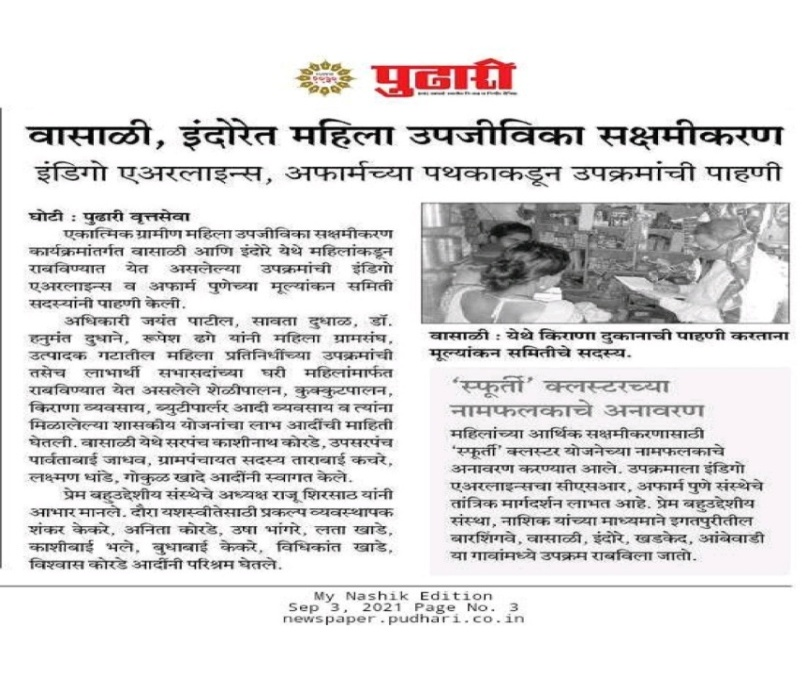 पुढारी
वासाळी, इंदोरेत महिला उपजीविका सक्षमीकरण
इंडिगो एअरलाइन्स, अफार्मच्या पथकाकडून उपक्रमांची पाहणी
घोटी : पुढारी वृत्तसेवा
एकात्मिक ग्रामीण महिला उपजीविका सक्षमीकरण
कार्यक्रमांतर्गत वासाळी आणि इंदोरे येथे महिलांकडून
राबविण्यात येत असलेल्या उपक्रमांची इंडिगो
एअरलाइन्स व अफार्म पुणेच्या मूल्यांकन समिती
सदस्यांनी पाहणी केली.
अधिकारी जयंत पाटील, सावता दुधाळ, डॉ.
हनुमंत दुधाने, रूपेश ढगे यांनी महिला ग्रामसंघ,
उत्पादक गटातील महिला प्रतिनिधींच्या उपक्रमांची
तसेच लाभार्थी सभासदांच्या घरी महिलांमार्फत
राबविण्यात येत असलेले शेळीपालन, कुक्कुटपालन,
किराणा व्यवसाय, ब्युटीपार्लर आदी व्यवसाय व त्यांना
मिळालेल्या शासकीय योजनांचा लाभ आदींची माहिती
घेतली. वासाळी येथे सरपंच काशीनाथ कोरडे, उपसरपंच
पार्वताबाई जाधव, ग्रामपंचायत सदस्य ताराबाई कचरे,
लक्ष्मण धांडे, गोकुळ खादे आदींनी स्वागत केले.
प्रेम बहुउद्देशीय संस्थेचे अध्यक्ष राजू शिरसाठ यांनी
आभार मानले. दौरा यशस्वीतेसाठी प्रकल्प व्यवस्थापक
शंकर केकरे, अनिता कोरडे, उषा भांगरे, लता खाडे,
काशीबाई भले, बुधाबाई केकरे, विधिकांत खाडे,
विश्वास कोरडे आदींनी परिश्रम घेतले.
वासाळी : येथे किराणा दुकानाची पाहणी करताना
मूल्यांकन समितीचे सदस्य.
'स्फूर्ती' क्लस्टरच्या
नामफलकाचे अनावरण
महिलांच्या आर्थिक सक्षमीकरणासाठी
'स्फूर्ती' क्लस्टर योजनेच्या नामफलकाचे
अनावरण करण्यात आले. उपक्रमाला इंडिगो
एअरलाइन्सचा सीएसआर, अफार्म पुणे संस्थेचे
तांत्रिक मार्गदर्शन लाभत आहे. प्रेम बहुउद्देशीय
संस्था, नाशिक यांच्या माध्यमाने इगतपुरीतील
बारशिंगवे, वासाळी, इंदोरे, खडकेद, आंबेवाडी
या गावांमध्ये उपक्रम राबविला जातो.
My Nashik Edition
Sep 3, 2021 Page No. 3
newspaper.pudhari.co.in